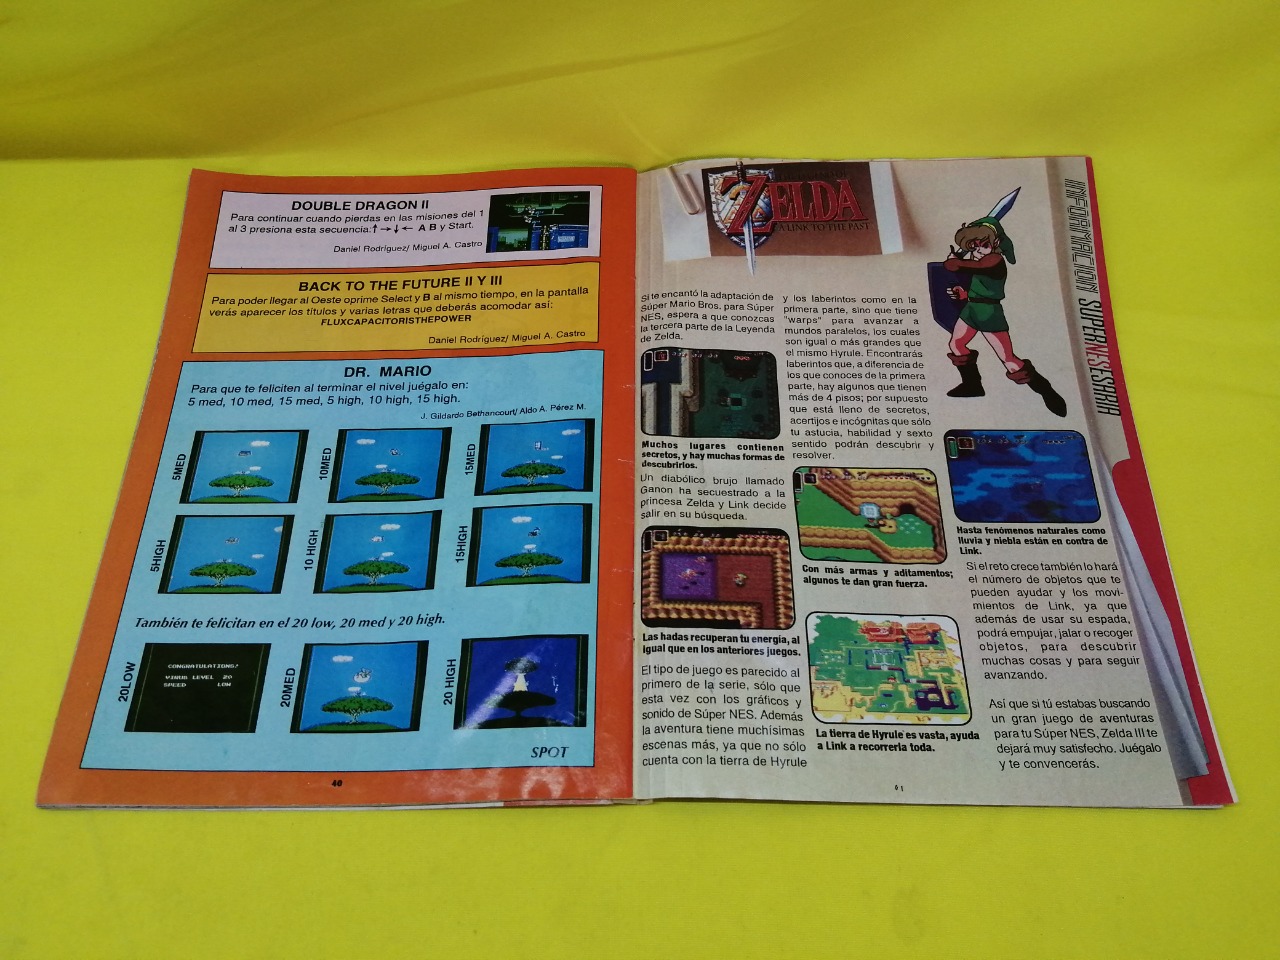 DOUBLE DRAGON II
Para continuar cuando pierdas en las misiones del 1
al 3 presiona esta secuencia:↑→↓← A B y Start.
Daniel Rodríguez/ Miguel A. Castro
BACK TO THE FUTURE II Y III
Para poder llegar al Oeste oprime Select y B al mismo tiempo, en la pantalla
verás aparecer los títulos y varias letras que deberás acomodar así:
FLUXCAPACITORISTHEPOWER
Daniel Rodríguez/ Miguel A. Castro
DR. MARIO
Para que te feliciten al terminar el nivel juégalo en:
5 med, 10 med, 15 med, 5 high, 10 high, 15 high.
J. Gildardo Bethancourt/ Aldo A. Pérez M.
5MED
10MED
15MED
5HIGH
10 HIGH
15HIGH
También te felicitan en el 20 low, 20 med y 20 high.
20LOW
CONGRATULATIONS!
VIRUS LEVEL 20
SPEED LOW
20MED
20 HIGH
SPOT
40
ZELDA
A LINK TO THE PAST
INFORMACION SUPERNESESARIA
Si te encantó la adaptación de
Súper Mario Bros. para Súper
NES, espera a que conozcas
la tercera parte de la Leyenda
de Zelda.
Muchos lugares contienen
secretos, y hay muchas formas de
descubrirlos.
Un diabólico brujo llamado
Ganon ha secuestrado a la
princesa Zelda y Link decide
salir en su búsqueda.
Las hadas recuperan tu energía, al
igual que en los anteriores juegos.
El tipo de juego es parecido al
primero de la serie, sólo que
esta vez con los gráficos y
sonido de Súper NES. Además
la aventura tiene muchísimas
escenas más, ya que no sólo
cuenta con la tierra de Hyrule
y los laberintos como en la
primera parte, sino que tiene
"warps" para avanzar a
mundos paralelos, los cuales
son igual o más grandes que
el mismo Hyrule. Encontrarás
laberintos que, a diferencia de
los que conoces de la primera
parte, hay algunos que tienen
más de 4 pisos; por supuesto
que está lleno de secretos,
acertijos e incógnitas que sólo
tu astucia, habilidad y sexto
sentido podrán descubrir y
resolver.
Con más armas y aditamentos;
algunos te dan gran fuerza.
La tierra de Hyrule es vasta, ayuda
a Link a recorrerla toda.
Hasta fenómenos naturales como
lluvia y niebla están en contra de
Link.
Si el reto crece también lo hará
el número de objetos que te
pueden ayudar y los movi-
mientos de Link, ya que
además de usar su espada,
podrá empujar, jalar o recoger
objetos, para descubrir
muchas cosas y para seguir
avanzando.
Así que si tú estabas buscando
un gran juego de aventuras
para tu Súper NES, Zelda III te
dejará muy satisfecho. Juégalo
y te convencerás.